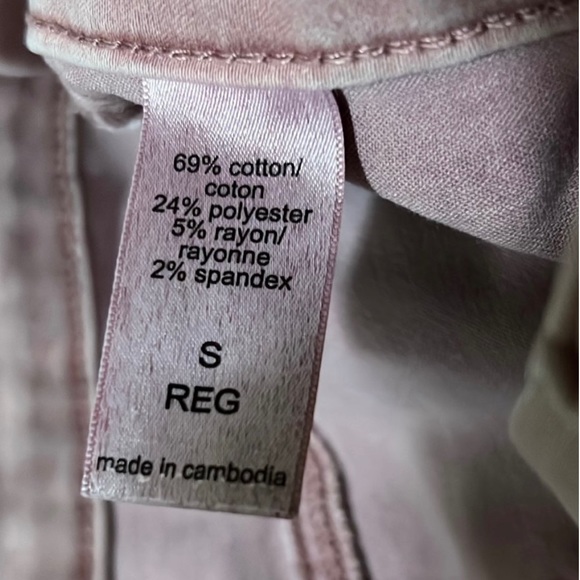 69% cotton/
coton
24% polyester
5% rayon/
rayonne
2% spandex
S
REG
made in cambodia